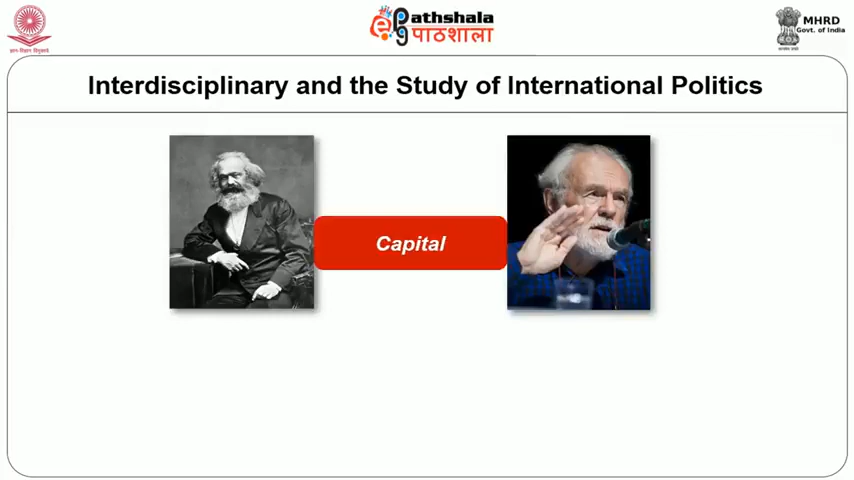 Pathshala
पाठशाला
MHRD
Govt. of India
Interdisciplinary and the Study of International Politics
Capital